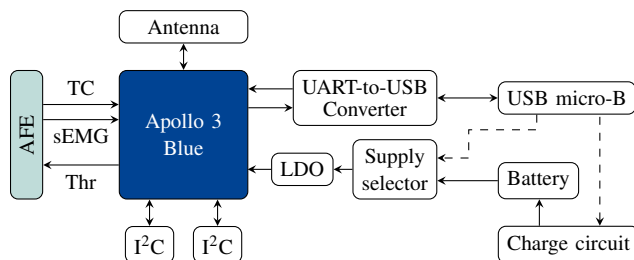 Antenna
AFE
TC
sEMG
Thr
Apollo 3
Blue
UART-to-USB
Converter
USB micro-B
LDO
Supply
selector
Battery
I²C
I²C
Charge circuit